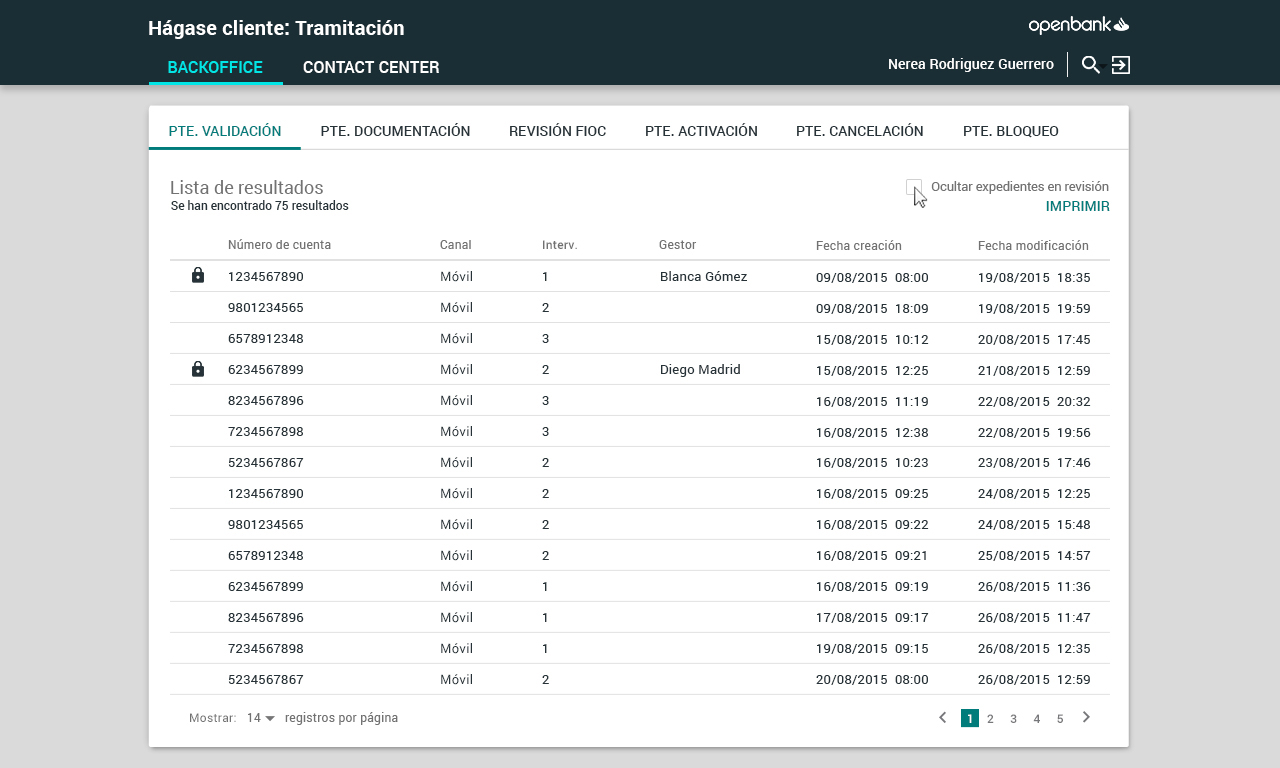 Hágase cliente: Tramitación
openbank
BACKOFFICE CONTACT CENTER
Nerea Rodriguez Guerrero
PTE. VALIDACIÓN PTE. DOCUMENTACIÓN REVISIÓN FIOC PTE. ACTIVACIÓN PTE. CANCELACIÓN PTE. BLOQUEO
Lista de resultados
Ocultar expedientes en revisión
Se han encontrado 75 resultados
IMPRIMIR
Número de cuenta Canal Interv. Gestor Fecha creación Fecha modificación
1234567890 Móvil 1 Blanca Gómez 09/08/2015 08:00 19/08/2015 18:35
9801234565 Móvil 2 09/08/2015 18:09 19/08/2015 19:59
6578912348 Móvil 3 15/08/2015 10:12 20/08/2015 17:45
6234567899 Móvil 2 Diego Madrid 15/08/2015 12:25 21/08/2015 12:59
8234567896 Móvil 3 16/08/2015 11:19 22/08/2015 20:32
7234567898 Móvil 3 16/08/2015 12:38 22/08/2015 19:56
5234567867 Móvil 2 16/08/2015 10:23 23/08/2015 17:46
1234567890 Móvil 2 16/08/2015 09:25 24/08/2015 12:25
9801234565 Móvil 2 16/08/2015 09:22 24/08/2015 15:48
6578912348 Móvil 2 16/08/2015 09:21 25/08/2015 14:57
6234567899 Móvil 1 16/08/2015 09:19 26/08/2015 11:36
8234567896 Móvil 1 17/08/2015 09:17 26/08/2015 11:47
7234567898 Móvil 1 19/08/2015 09:15 26/08/2015 12:35
5234567867 Móvil 2 20/08/2015 08:00 26/08/2015 12:59
Mostrar: 14 registros por página
1 2 3 4 5